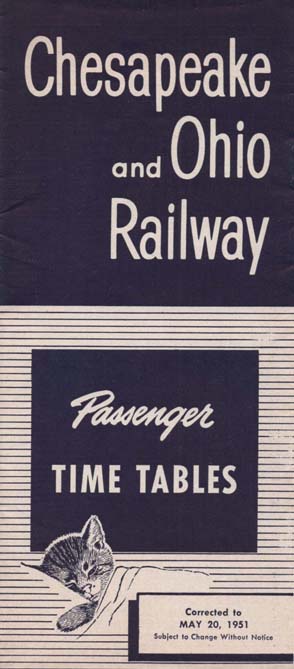 Chesapeake
and Ohio
Railway
Passenger
TIME TABLES
Corrected to
MAY 20, 1951
Subject to Change Without Notice